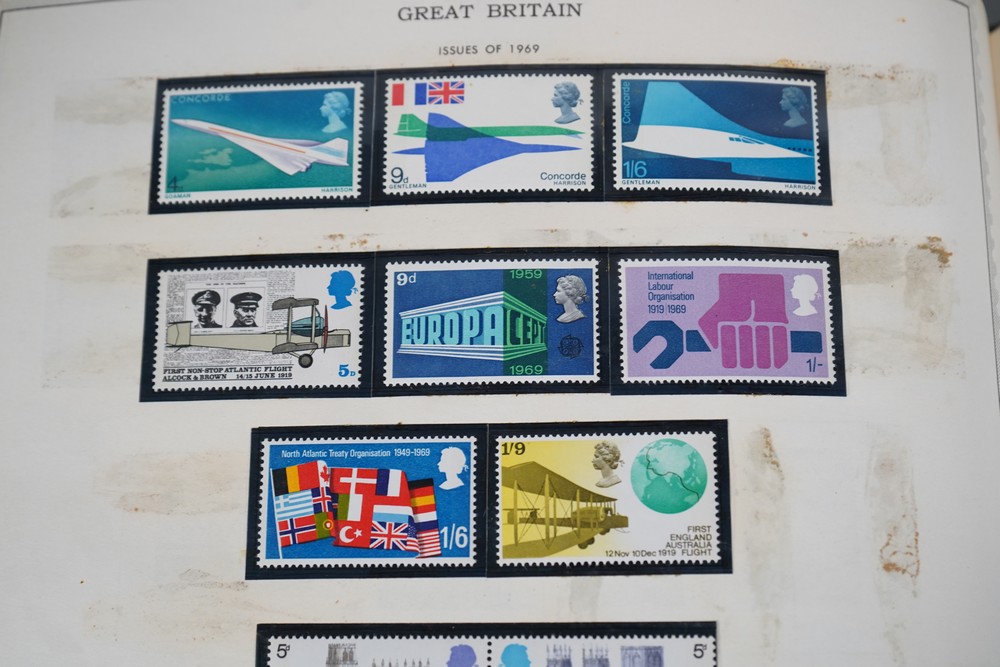 GREAT BRITAIN
ISSUES OF 1969
CONCORDE
4d
GOAMAN
HARRISON
9d
GENTLEMAN
Concorde
HARRISON
Concorde
1/6
GENTLEMAN
HARRISON
5D
FIRST NON-STOP ATLANTIC FLIGHT
ALCOCK & BROWN 14/15 JUNE 1919
9d
1959
EUROPA CEPT
1969
International
Labour
Organisation
1919/1969
1/-
North Atlantic Treaty Organisation 1949-1969
1/6
1/9
FIRST
ENGLAND
AUSTRALIA
12 Nov 10 Dec 1919 FLIGHT
5d
5d